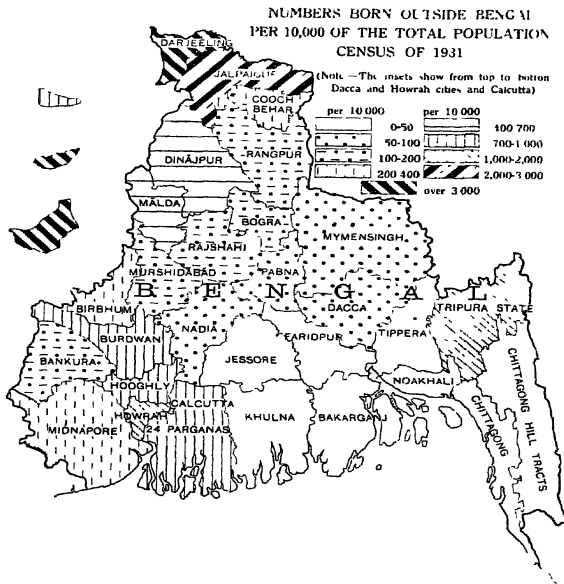 NUMBERS BORN OUTSIDE BENGAL
PER 10,000 OF THE TOTAL POPULATION
CENSUS OF 1931
(Note —The insets show from top to bottom
Dacca and Howrah cities and Calcutta)
per 10 000
per 10 000
0-50
400 700
50-100
700-1 000
100-200
1,000-2,000
200 400
2,000-3 000
over 3 000
DARJEELING
JALPAIGURI
COOCH
BEHAR
DINĀJPUR
RANGPUR
MALDA
BOGRA
RAJSHAHI
MYMENSINGH
MURSHIDABAD
PABNA
BENGAL
TRIPURA STATE
BIRBHUM
DACCA
NADIA
BURDWAN
FARIDPUR
TIPPERA
BANKURA
JESSORE
NOAKHALI
HOOGHLY
CALCUTTA
HOWRAH
KHULNA
BAKARGANJ
MIDNAPORE
24 PARGANAS
CHITTAGONG
CHITTAGONG HILL TRACTS